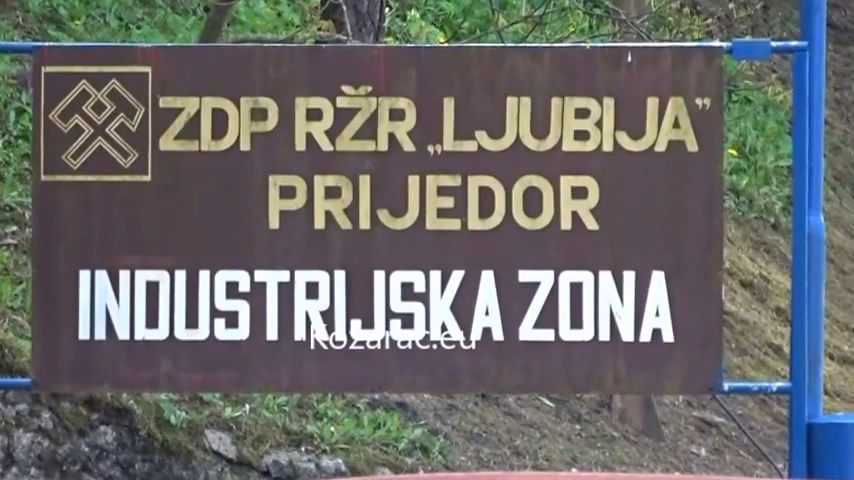 ZDP RŽR „LJUBIJA”
PRIJEDOR
INDUSTRIJSKA ZONA
Kozarac.eu